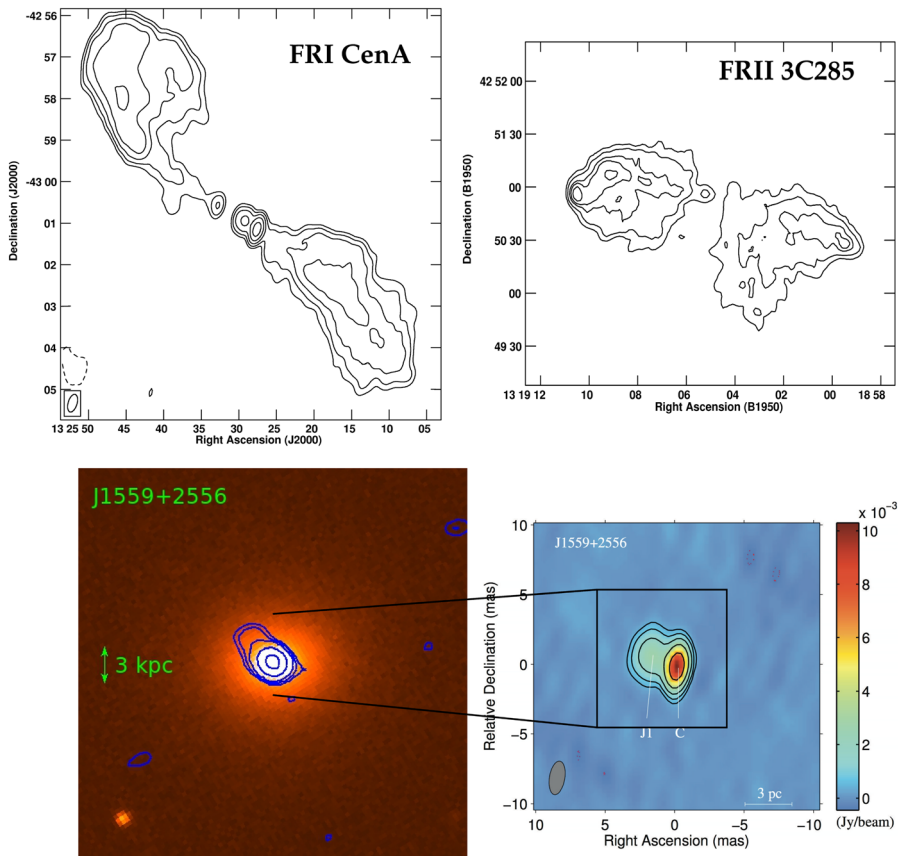 FRI CenA
Declination (J2000)
-42 56
57
58
59
-43 00
01
02
03
04
05
13 25 50 45 40 35 30 25 20 15 10 05
Right Ascension (J2000)
FRII 3C285
Declination (B1950)
42 52 00
51 30
00
50 30
00
49 30
13 19 12 10 08 06 04 02 00 18 58
Right Ascension (B1950)
J1559+2556
3 kpc
J1559+2556
Relative Declination (mas)
10
5
0
−5
−10
J1 C
3 pc
10 5 0 −5 −10
Right Ascension (mas)
x 10⁻³
10
8
6
4
2
0
(Jy/beam)